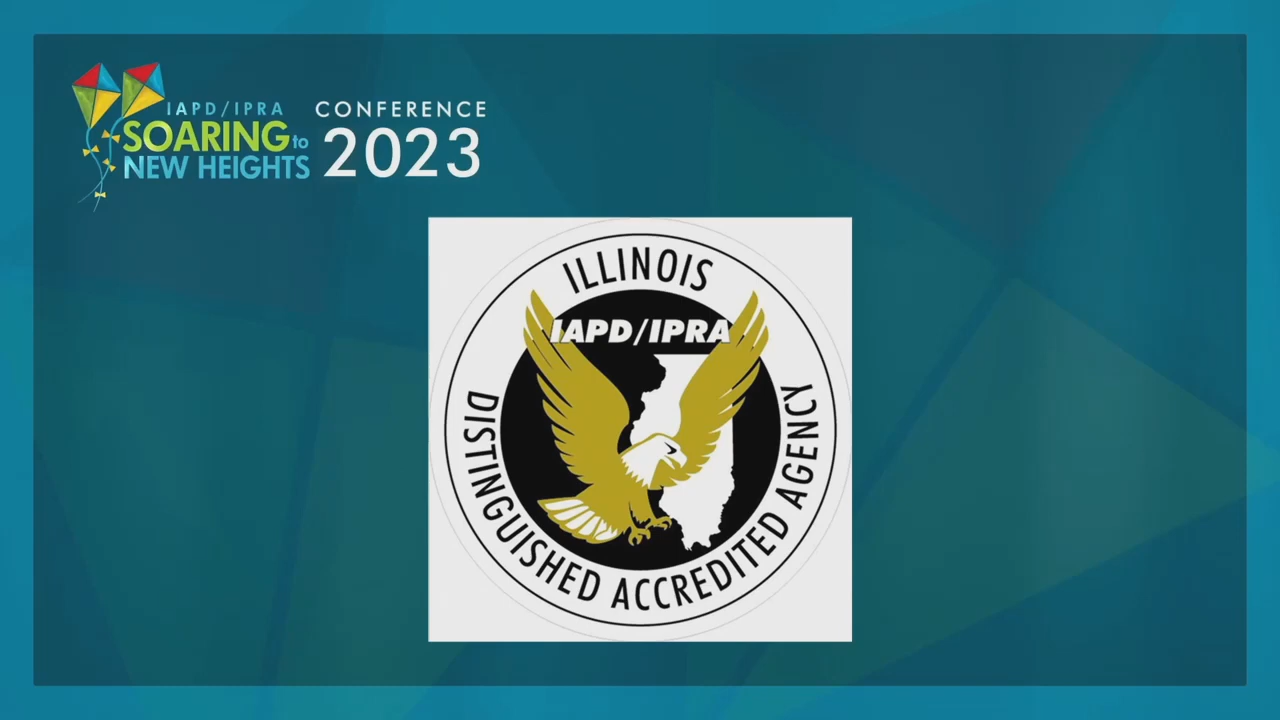 IAPD/IPRA
SOARING to
NEW HEIGHTS
CONFERENCE
2023
ILLINOIS
IAPD/IPRA
DISTINGUISHED ACCREDITED AGENCY